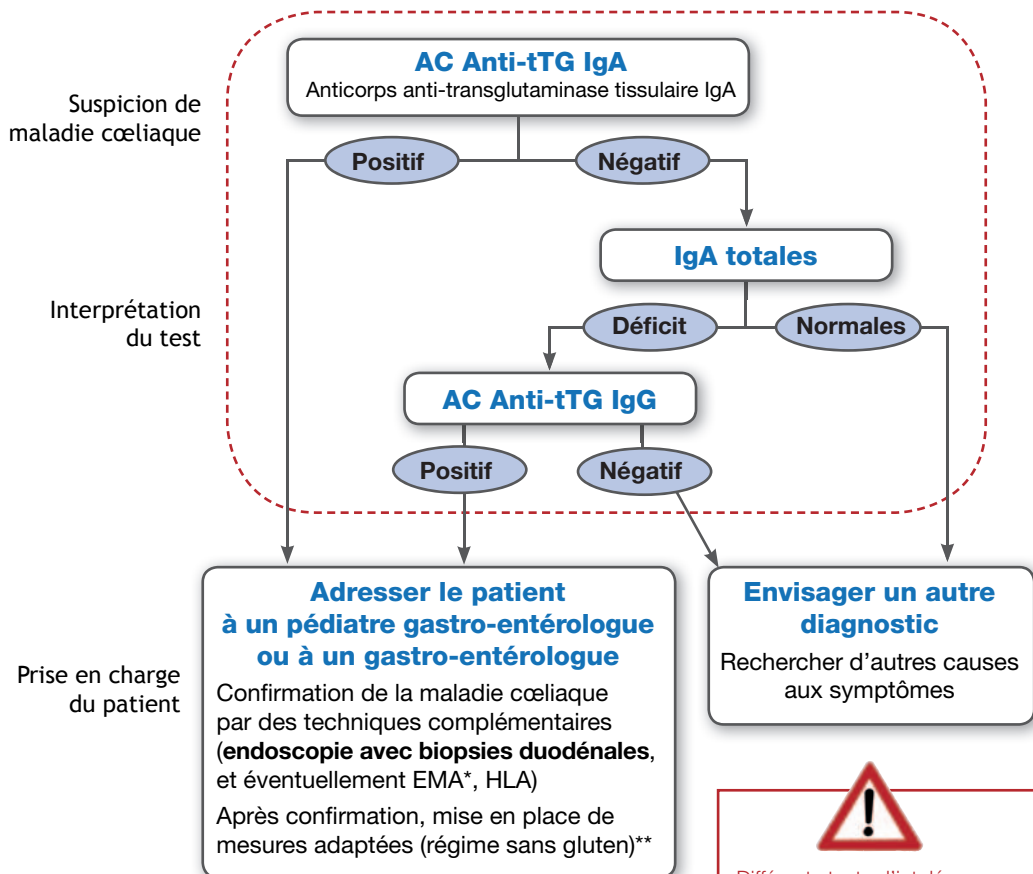 AC Anti-tTG IgA
Anticorps anti-transglutaminase tissulaire IgA
Suspicion de
maladie cœliaque
Positif
Négatif
IgA totales
Interprétation
du test
Déficit
Normales
AC Anti-tTG IgG
Positif
Négatif
Prise en charge
du patient
Adresser le patient
à un pédiatre gastro-entérologue
ou à un gastro-entérologue
Confirmation de la maladie cœliaque
par des techniques complémentaires
(endoscopie avec biopsies duodénales,
et éventuellement EMA*, HLA)
Après confirmation, mise en place de
mesures adaptées (régime sans gluten)**
Envisager un autre
diagnostic
Rechercher d'autres causes
aux symptômes